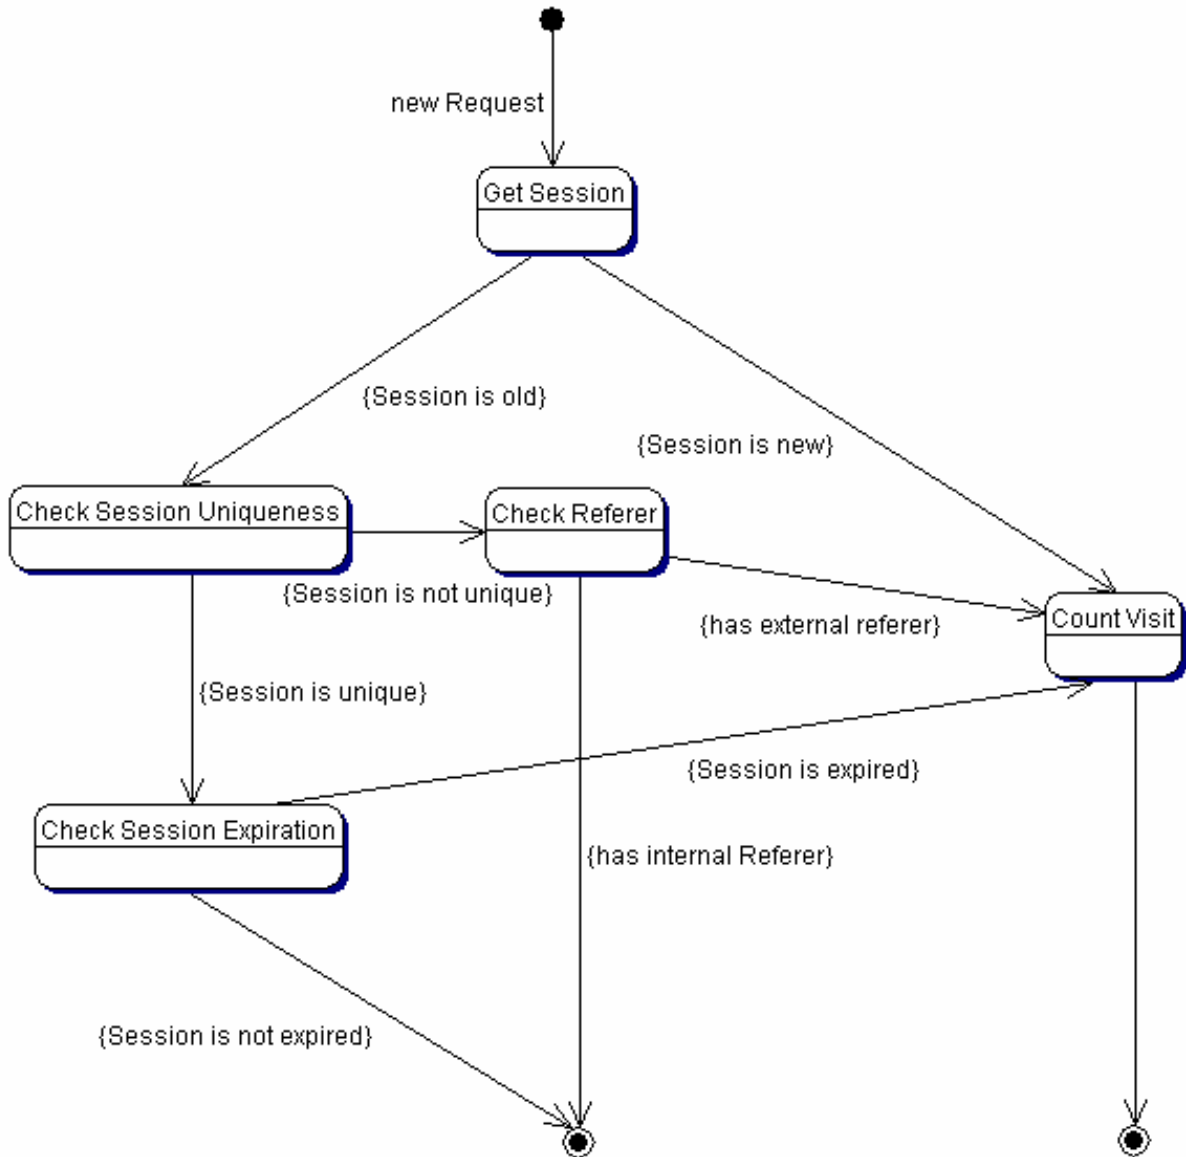 new Request
Get Session
{Session is old}
{Session is new}
Check Session Uniqueness
Check Referer
{Session is not unique}
{has external referer}
Count Visit
{Session is unique}
{Session is expired}
Check Session Expiration
{has internal Referer}
{Session is not expired}